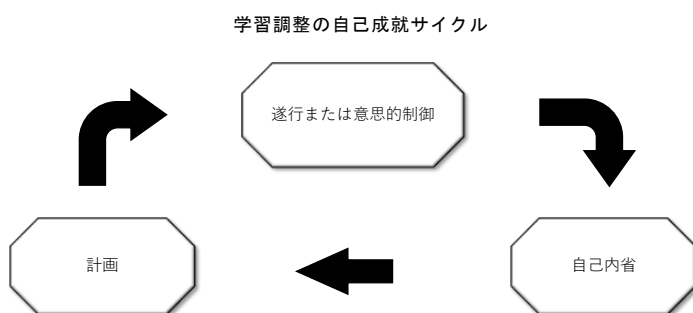 学習調整の自己成就サイクル
遂行または意思的制御
計画
自己内省